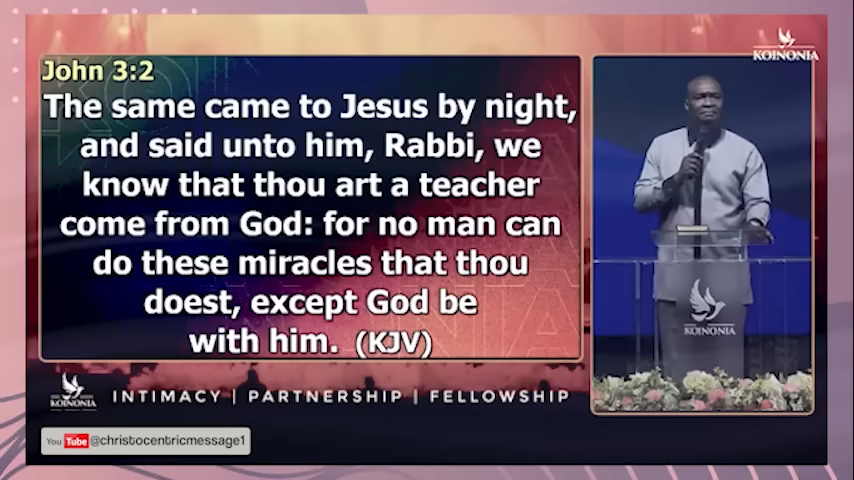 KOINONIA
John 3:2
The same came to Jesus by night,
and said unto him, Rabbi, we
know that thou art a teacher
come from God: for no man can
do these miracles that thou
doest, except God be
with him. (KJV)
KOINONIA
KOINONIA
INTIMACY | PARTNERSHIP | FELLOWSHIP
You Tube @christocentricmessage1